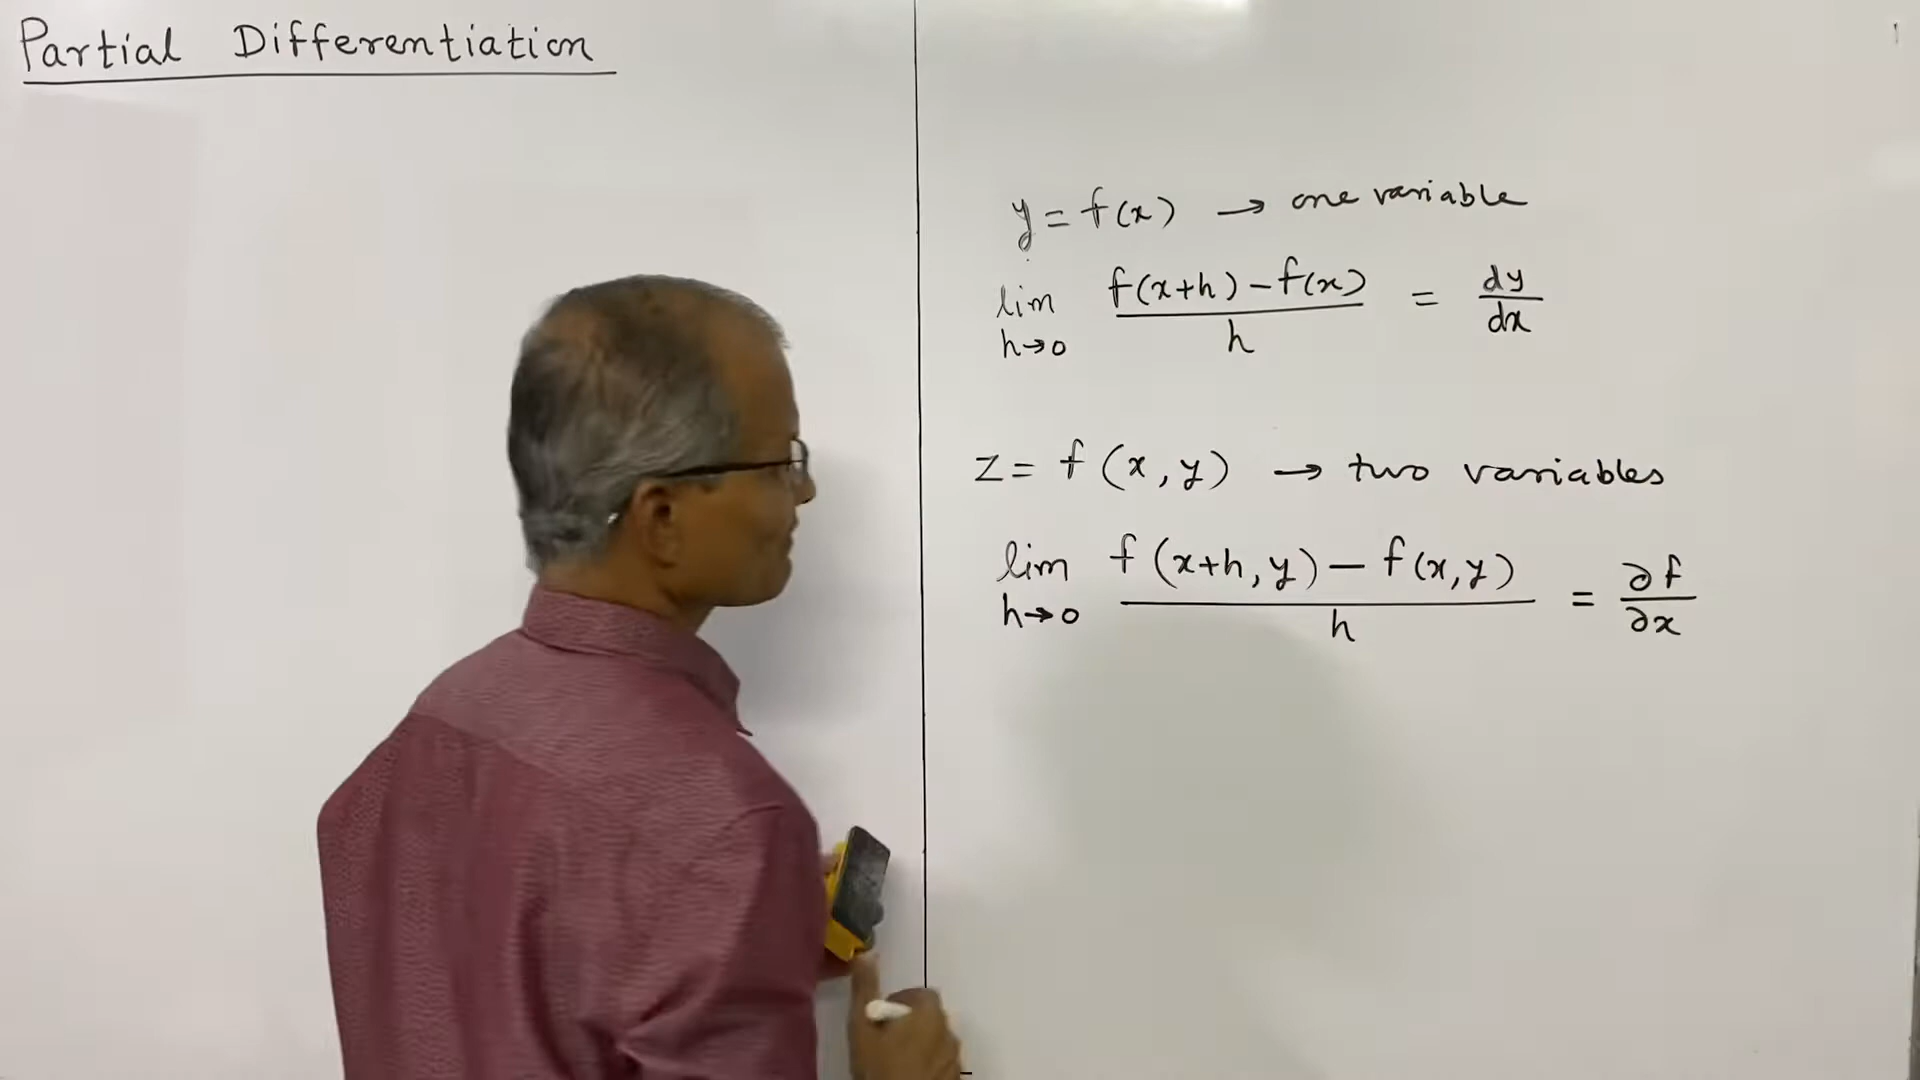 Partial Differentiation
y = f(x) → one variable
lim h→0 f(x+h) - f(x) / h = dy/dx
z = f(x, y) → two variables
lim h→0 f(x+h, y) - f(x, y) / h = ∂f/∂x